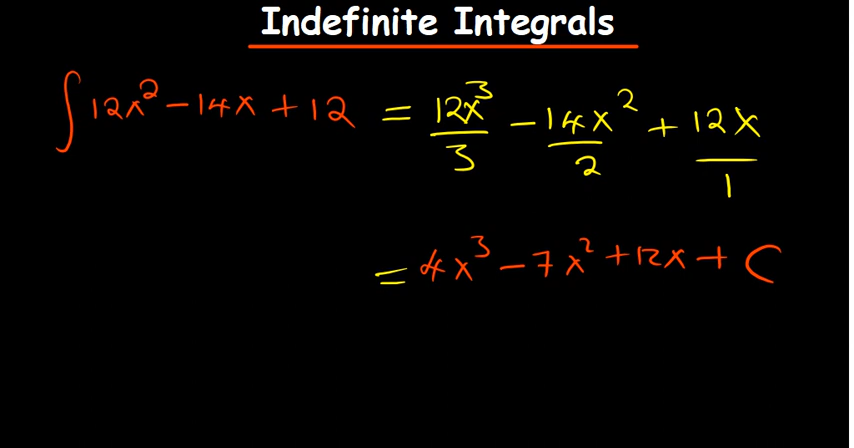 Indefinite Integrals
∫ 12x² - 14x + 12 = 12x³/3 - 14x²/2 + 12x/1
= 4x³ - 7x² + 12x + C